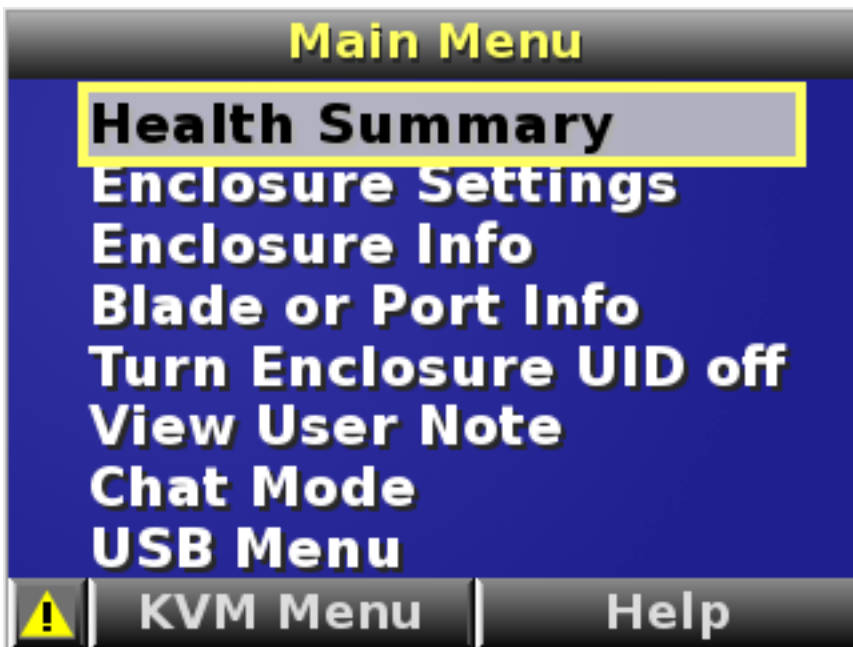 Main Menu
Health Summary
Enclosure Settings
Enclosure Info
Blade or Port Info
Turn Enclosure UID off
View User Note
Chat Mode
USB Menu
! KVM Menu Help